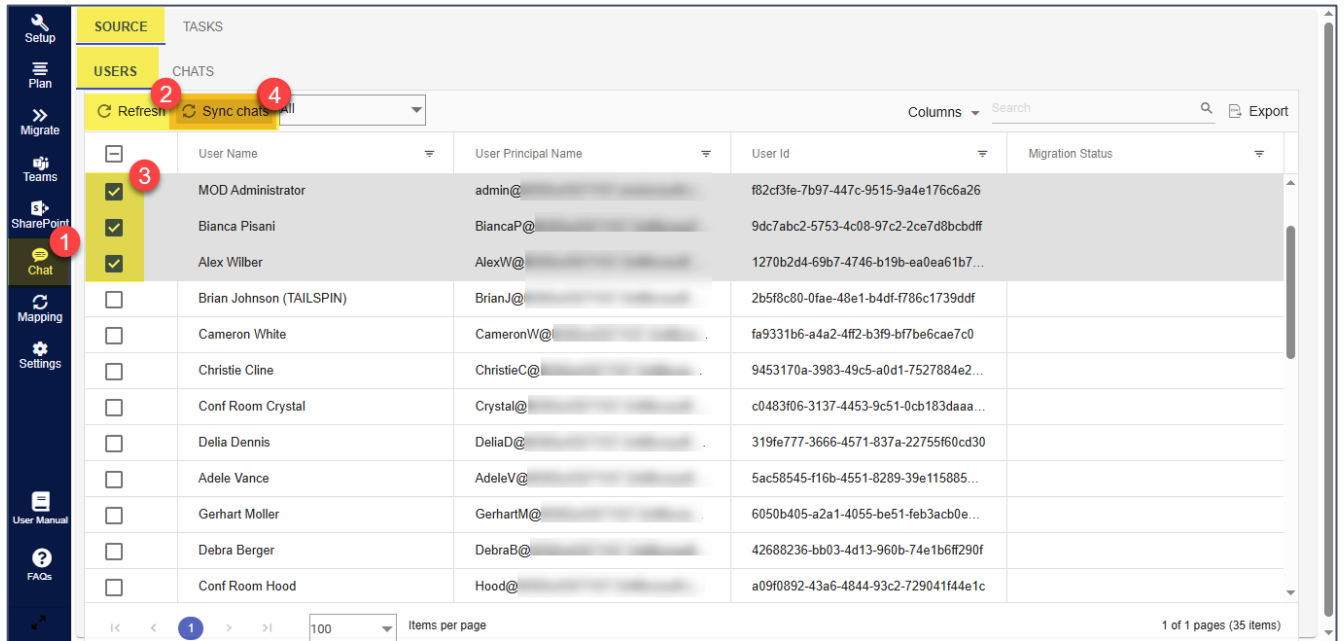 Setup
Plan
Migrate
Teams
SharePoint
1
Chat
Mapping
Settings
User Manual
FAQs
SOURCE TASKS
USERS CHATS
2 4
Refresh Sync chats All Columns Search Export
User Name User Principal Name User Id Migration Status
3
MOD Administrator admin@ f82cf3fe-7b97-447c-9515-9a4e176c6a26
Bianca Pisani BiancaP@ 9dc7abc2-5753-4c08-97c2-2ce7d8bcbdff
Alex Wilber AlexW@ 1270b2d4-69b7-4746-b19b-ea0ea61b7...
Brian Johnson (TAILSPIN) BrianJ@ 2b5f8c80-0fae-48e1-b4df-f786c1739ddf
Cameron White CameronW@ fa9331b6-a4a2-4ff2-b3f9-bf7be6cae7c0
Christie Cline ChristieC@ 9453170a-3983-49c5-a0d1-7527884e2...
Conf Room Crystal Crystal@ c0483f06-3137-4453-9c51-0cb183daaa...
Delia Dennis DeliaD@ 319fe777-3666-4571-837a-22755f60cd30
Adele Vance AdeleV@ 5ac58545-f16b-4551-8289-39e115885...
Gerhart Moller GerhartM@ 6050b405-a2a1-4055-be51-feb3acb0e...
Debra Berger DebraB@ 42688236-bb03-4d13-960b-74e1b6ff290f
Conf Room Hood Hood@ a09f0892-43a6-4844-93c2-729041f44e1c
1 100 Items per page 1 of 1 pages (35 items)